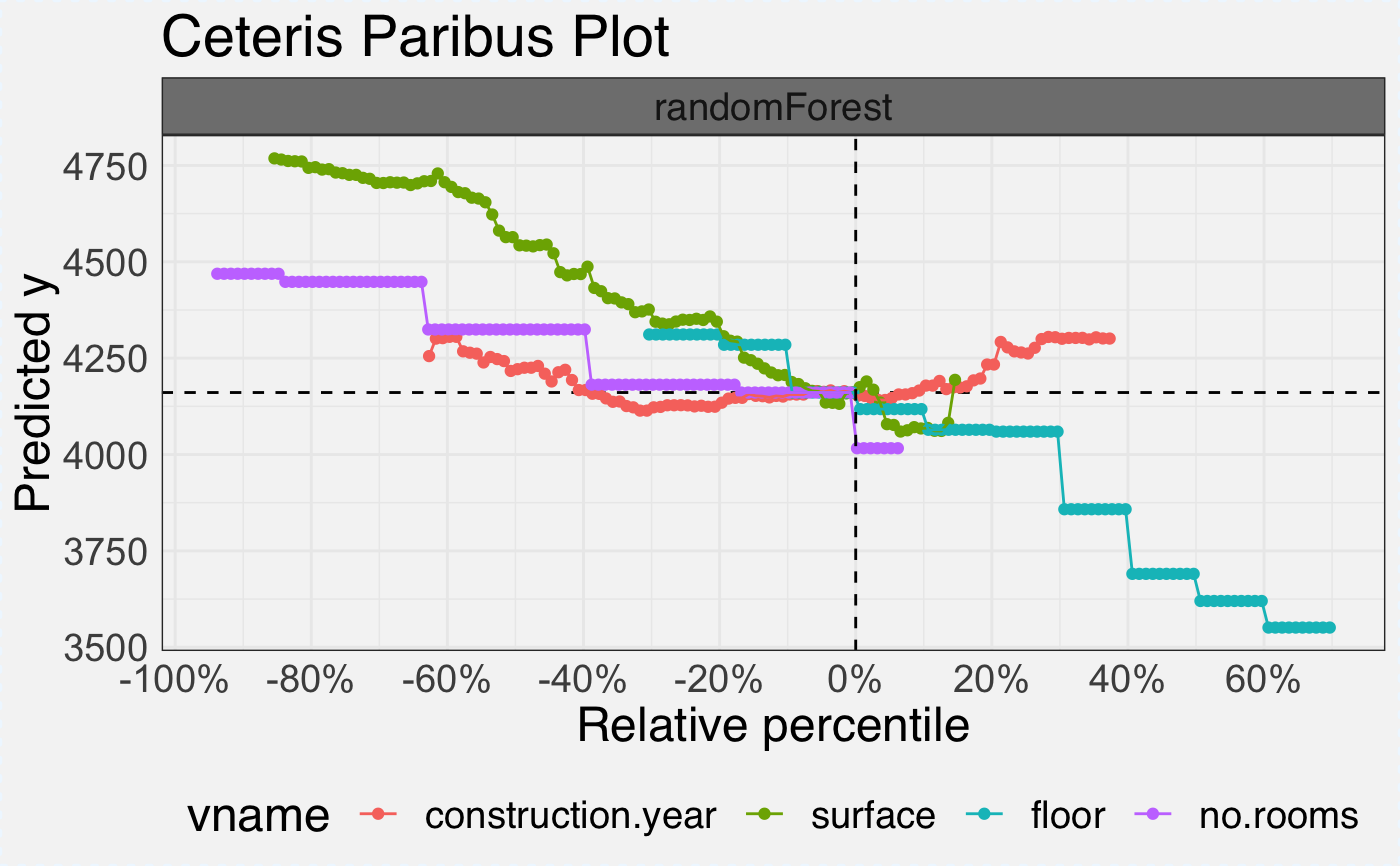 Ceteris Paribus Plot
randomForest
Predicted y
4750
4500
4250
4000
3750
3500
-100% -80% -60% -40% -20% 0% 20% 40% 60%
Relative percentile
vname construction.year surface floor no.rooms